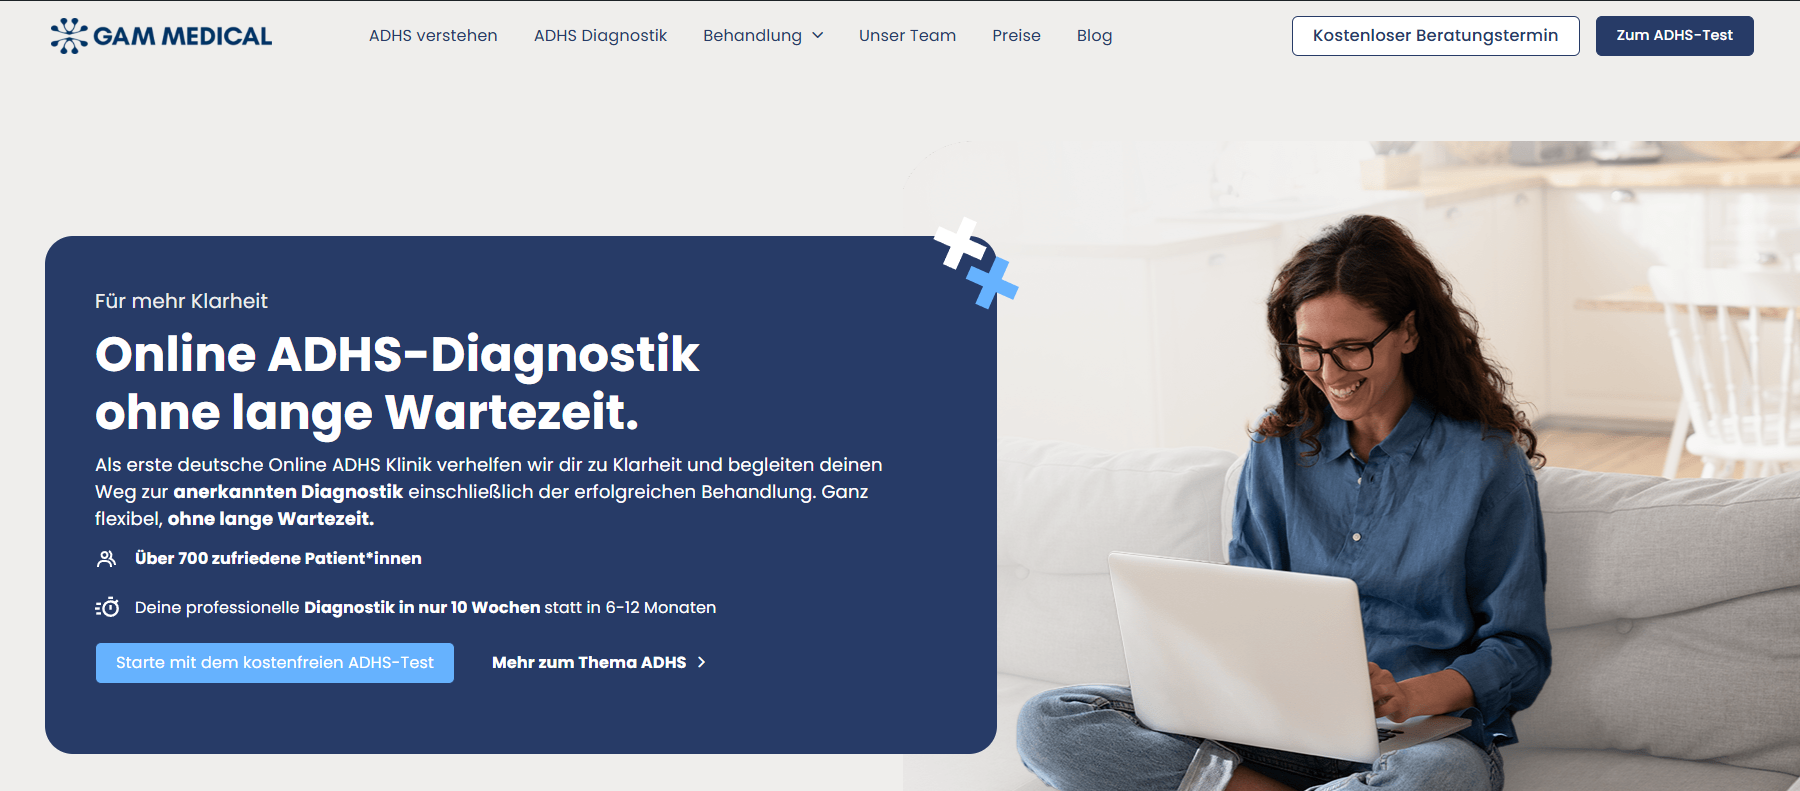 GAM MEDICAL
ADHS verstehen
ADHS Diagnostik
Behandlung
Unser Team
Preise
Blog
Kostenloser Beratungstermin
Zum ADHS-Test
Für mehr Klarheit
Online ADHS-Diagnostik
ohne lange Wartezeit.
Als erste deutsche Online ADHS Klinik verhelfen wir dir zu Klarheit und begleiten deinen
Weg zur anerkannten Diagnostik einschließlich der erfolgreichen Behandlung. Ganz
flexibel, ohne lange Wartezeit.
Über 700 zufriedene Patient*innen
Deine professionelle Diagnostik in nur 10 Wochen statt in 6-12 Monaten
Starte mit dem kostenfreien ADHS-Test
Mehr zum Thema ADHS